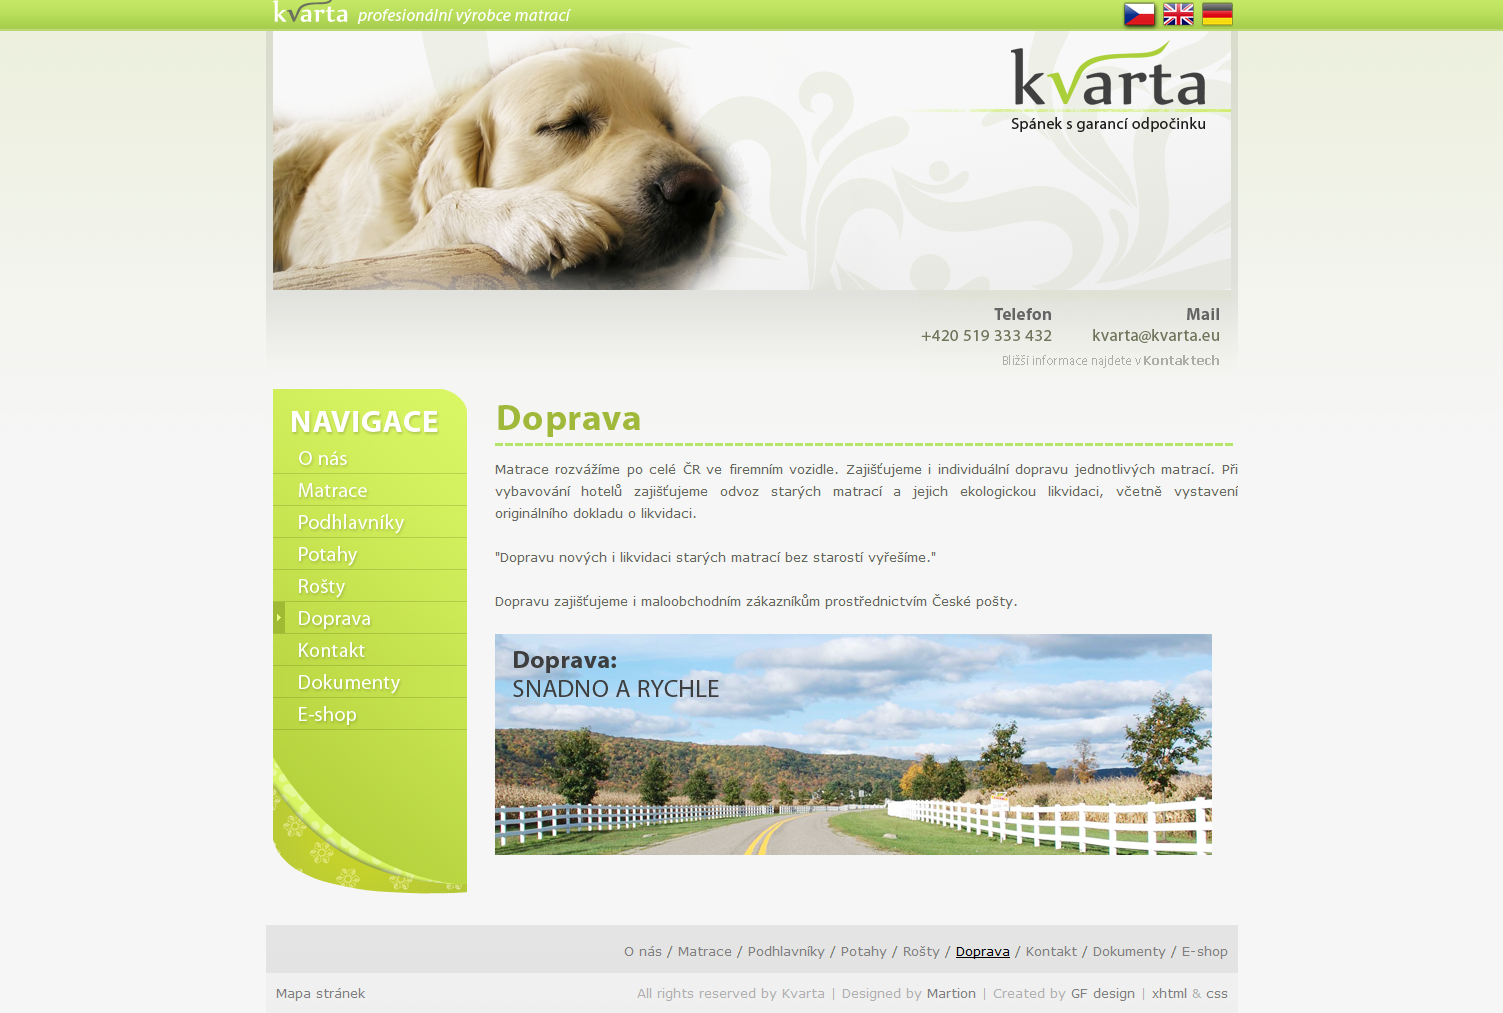 kvarta profesionální výrobce matrací
kvarta
Spánek s garancí odpočinku
Telefon Mail
+420 519 333 432 kvarta@kvarta.eu
Bližší informace najdete v Kontaktech
NAVIGACE
O nás
Matrace
Podhlavníky
Potahy
Rošty
Doprava
Kontakt
Dokumenty
E-shop
Doprava
Matrace rozvážíme po celé ČR ve firemním vozidle. Zajišťujeme i individuální dopravu jednotlivých matrací. Při
vybavování hotelů zajišťujeme odvoz starých matrací a jejich ekologickou likvidaci, včetně vystavení
originálního dokladu o likvidaci.
"Dopravu nových i likvidaci starých matrací bez starostí vyřešíme."
Dopravu zajišťujeme i maloobchodním zákazníkům prostřednictvím České pošty.
Doprava:
SNADNO A RYCHLE
O nás / Matrace / Podhlavníky / Potahy / Rošty / Doprava / Kontakt / Dokumenty / E-shop
Mapa stránek All rights reserved by Kvarta | Designed by Martion | Created by GF design | xhtml & css